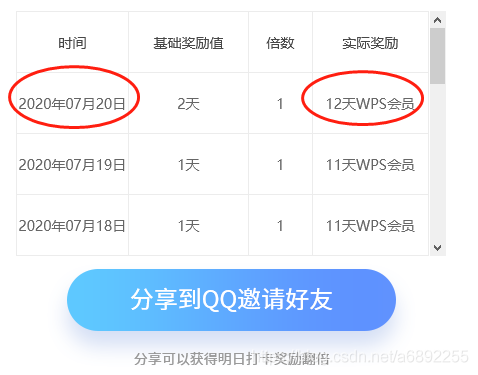 时间 基础奖励值 倍数 实际奖励
2020年07月20日 2天 1 12天WPS会员
2020年07月19日 1天 1 11天WPS会员
2020年07月18日 1天 1 11天WPS会员
分享到QQ邀请好友
分享可以获得明日打卡奖励翻倍
csdn.net/a6892255